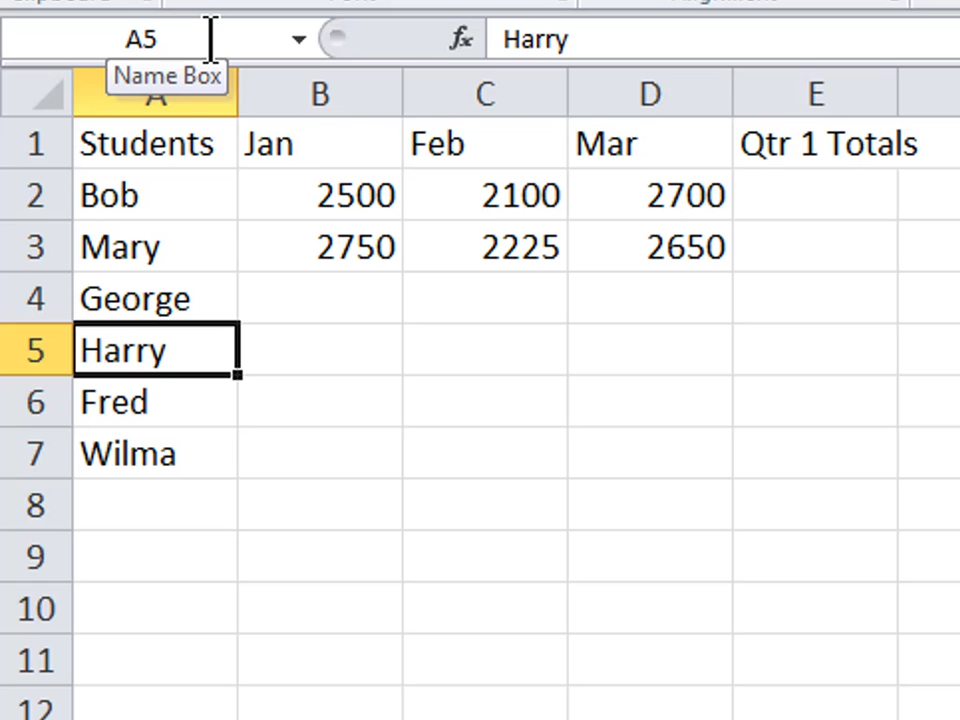 A5 fx Harry
Name Box
A B C D E
1 Students Jan Feb Mar Qtr 1 Totals
2 Bob 2500 2100 2700
3 Mary 2750 2225 2650
4 George
5 Harry
6 Fred
7 Wilma
8
9
10
11
12